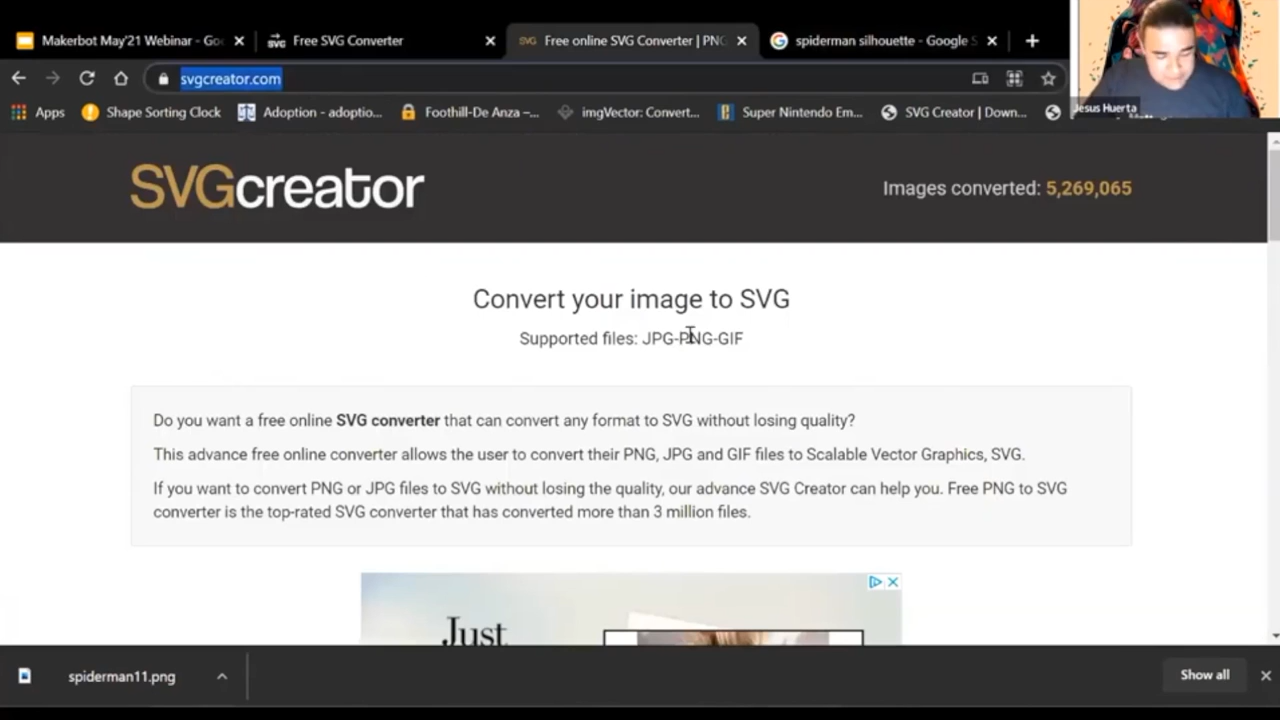 Makerbot May'21 Webinar - Goo
Free SVG Converter
Free online SVG Converter | PNG
spiderman silhouette - Google S
svgcreator.com
Jesus Huerta
Apps
Shape Sorting Clock
Adoption - adoptio...
Foothill-De Anza –...
imgVector: Convert...
Super Nintendo Em...
SVG Creator | Down...
SVGcreator
Images converted: 5,269,065
Convert your image to SVG
Supported files: JPG-PNG-GIF
Do you want a free online SVG converter that can convert any format to SVG without losing quality?
This advance free online converter allows the user to convert their PNG, JPG and GIF files to Scalable Vector Graphics, SVG.
If you want to convert PNG or JPG files to SVG without losing the quality, our advance SVG Creator can help you. Free PNG to SVG
converter is the top-rated SVG converter that has converted more than 3 million files.
Just
spiderman11.png
Show all